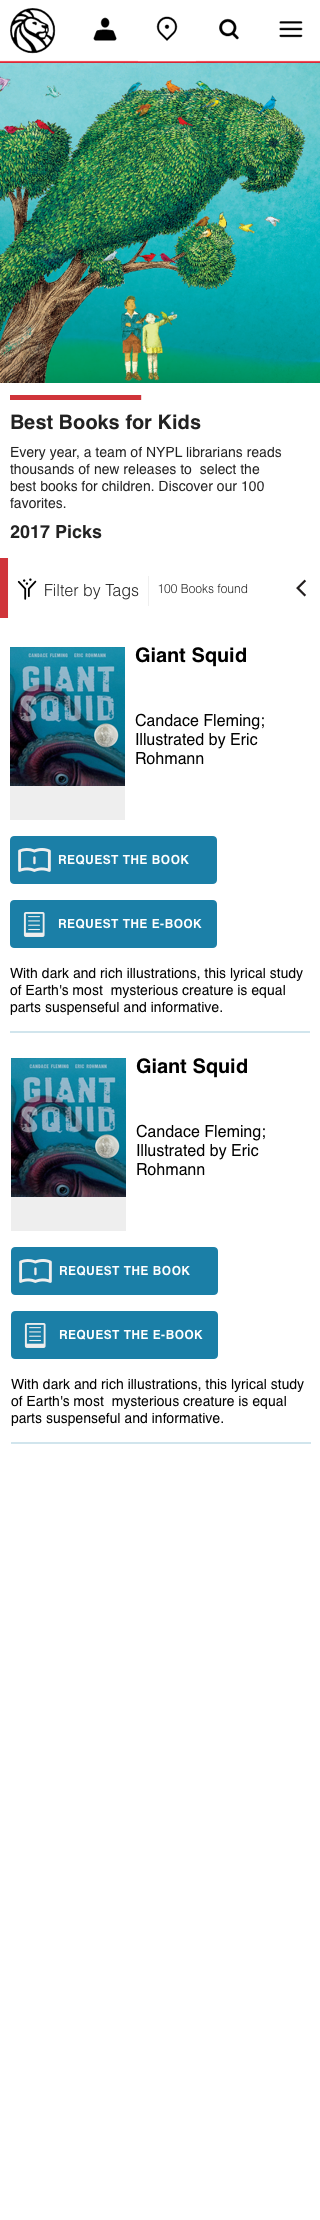 Best Books for Kids
Every year, a team of NYPL librarians reads
thousands of new releases to  select the
best books for children. Discover our 100
favorites.
2017 Picks
Filter by Tags
100 Books found
CANDACE FLEMING ERIC ROHMANN
GIANT
SQUID
Giant Squid
Candace Fleming;
Illustrated by Eric
Rohmann
REQUEST THE BOOK
REQUEST THE E-BOOK
With dark and rich illustrations, this lyrical study
of Earth's most  mysterious creature is equal
parts suspenseful and informative.
CANDACE FLEMING ERIC ROHMANN
GIANT
SQUID
Giant Squid
Candace Fleming;
Illustrated by Eric
Rohmann
REQUEST THE BOOK
REQUEST THE E-BOOK
With dark and rich illustrations, this lyrical study
of Earth's most  mysterious creature is equal
parts suspenseful and informative.